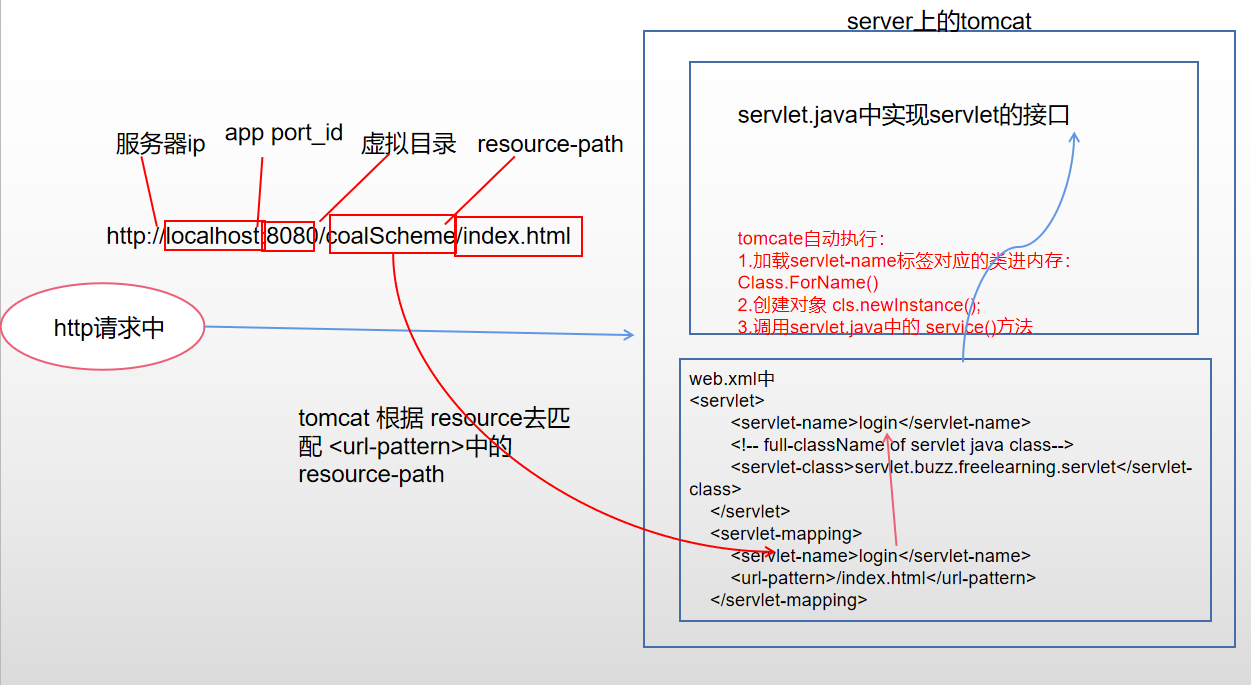 server上的tomcat
servlet.java中实现servlet的接口
服务器ip
app port_id
虚拟目录
resource-path
http://localhost:8080/coalScheme/index.html
tomcate自动执行：
1.加载servlet-name标签对应的类进内存：
Class.ForName()
2.创建对象 cls.newInstance();
3.调用servlet.java中的 service()方法
http请求中
tomcat 根据 resource去匹
配 <url-pattern>中的
resource-path
web.xml中
<servlet>
<servlet-name>login</servlet-name>
<!-- full-className of servlet java class-->
<servlet-class>servlet.buzz.freelearning.servlet</servlet-
class>
</servlet>
<servlet-mapping>
<servlet-name>login</servlet-name>
<url-pattern>/index.html</url-pattern>
</servlet-mapping>